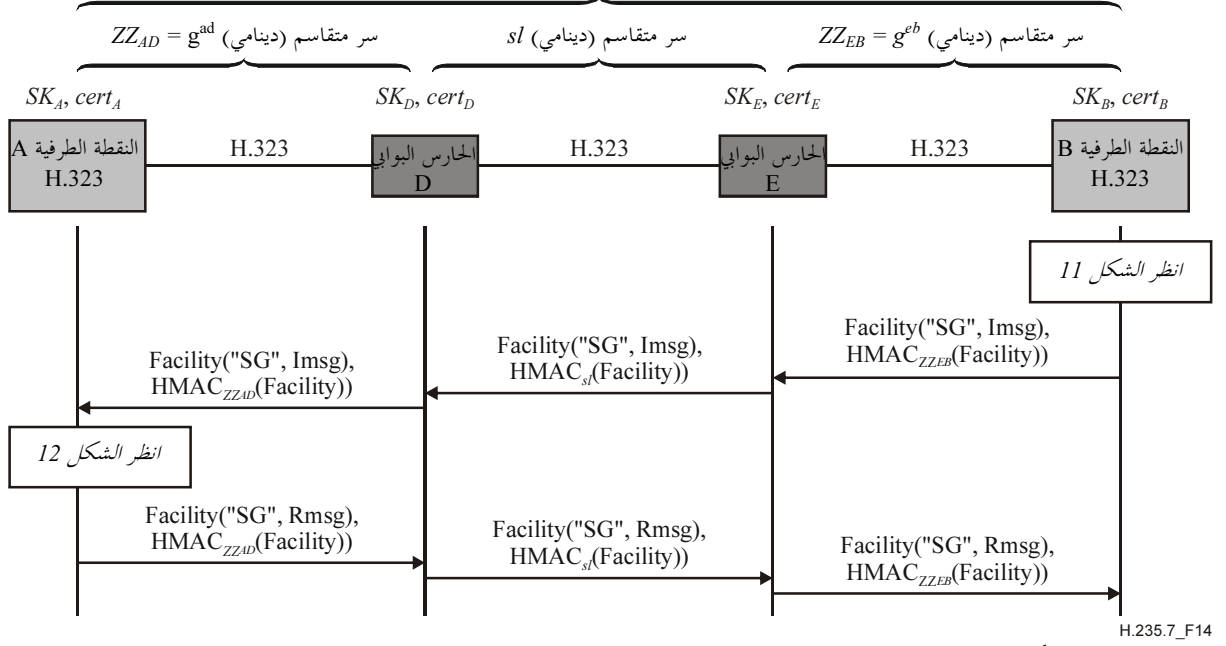 سر متقاسم (دينامي) ZZ_AD = g^ad
سر متقاسم (دينامي) sl
سر متقاسم (دينامي) ZZ_EB = g^eb
SK_A, cert_A
SK_D, cert_D
SK_E, cert_E
SK_B, cert_B
النقطة الطرفية A
H.323
H.323
الحارس البوابي
D
H.323
الحارس البوابي
E
H.323
النقطة الطرفية B
H.323
انظر الشكل 11
Facility("SG", Imsg),
HMAC_ZZEB(Facility))
Facility("SG", Imsg),
HMAC_sl(Facility))
Facility("SG", Imsg),
HMAC_ZZAD(Facility))
انظر الشكل 12
Facility("SG", Rmsg),
HMAC_ZZAD(Facility))
Facility("SG", Rmsg),
HMAC_sl(Facility))
Facility("SG", Rmsg),
HMAC_ZZEB(Facility))
H.235.7_F14